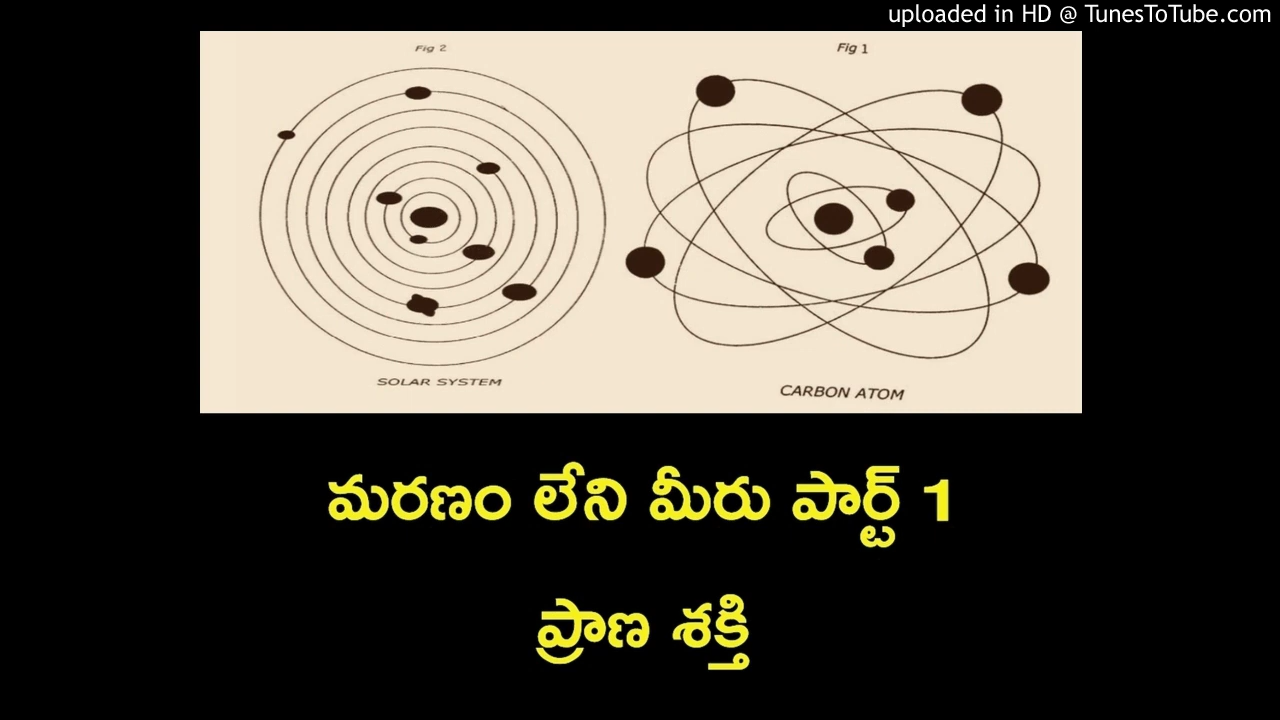 uploaded in HD @ TunesToTube.com
Fig 2
Fig 1
SOLAR SYSTEM
CARBON ATOM
మరణం లేని మీరు పార్ట్ 1
ప్రాణ శక్తి